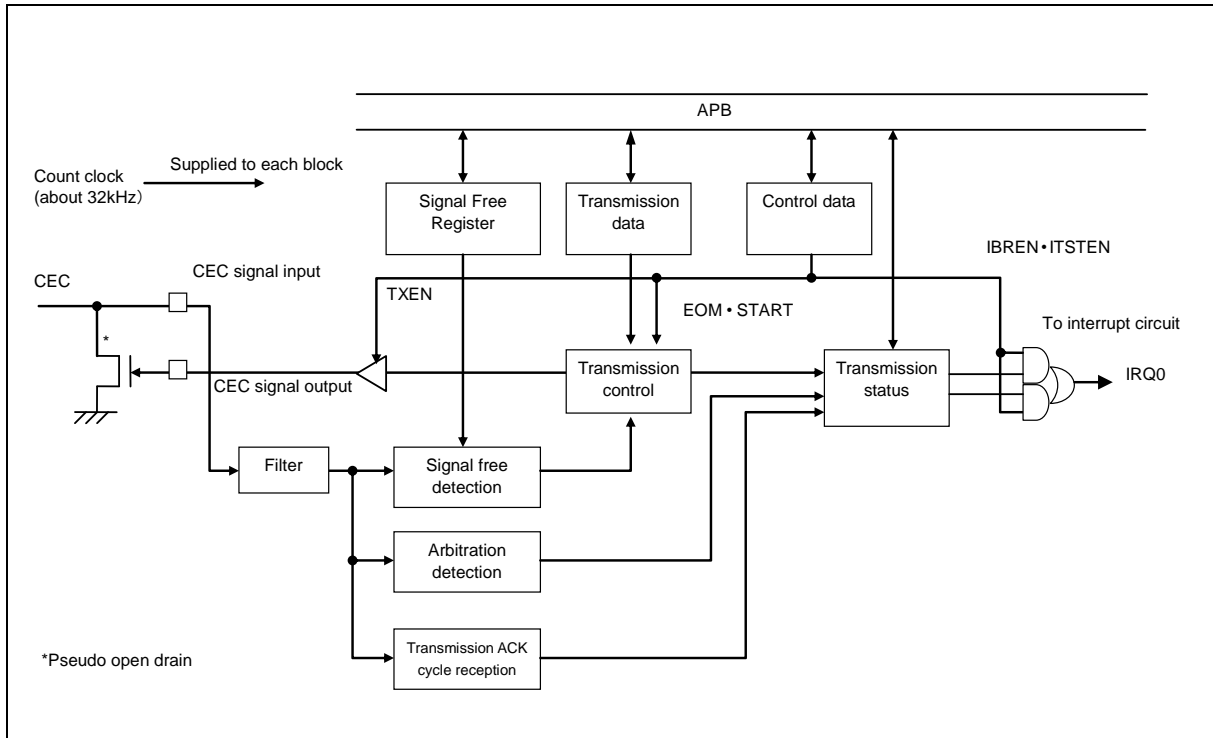 APB
Count clock
(about 32kHz)
Supplied to each block
Signal Free
Register
Transmission
data
Control data
IBREN・ITSTEN
CEC
CEC signal input
TXEN
EOM・START
To interrupt circuit
*
CEC signal output
Transmission
control
Transmission
status
IRQ0
Filter
Signal free
detection
Arbitration
detection
Transmission ACK
cycle reception
*Pseudo open drain